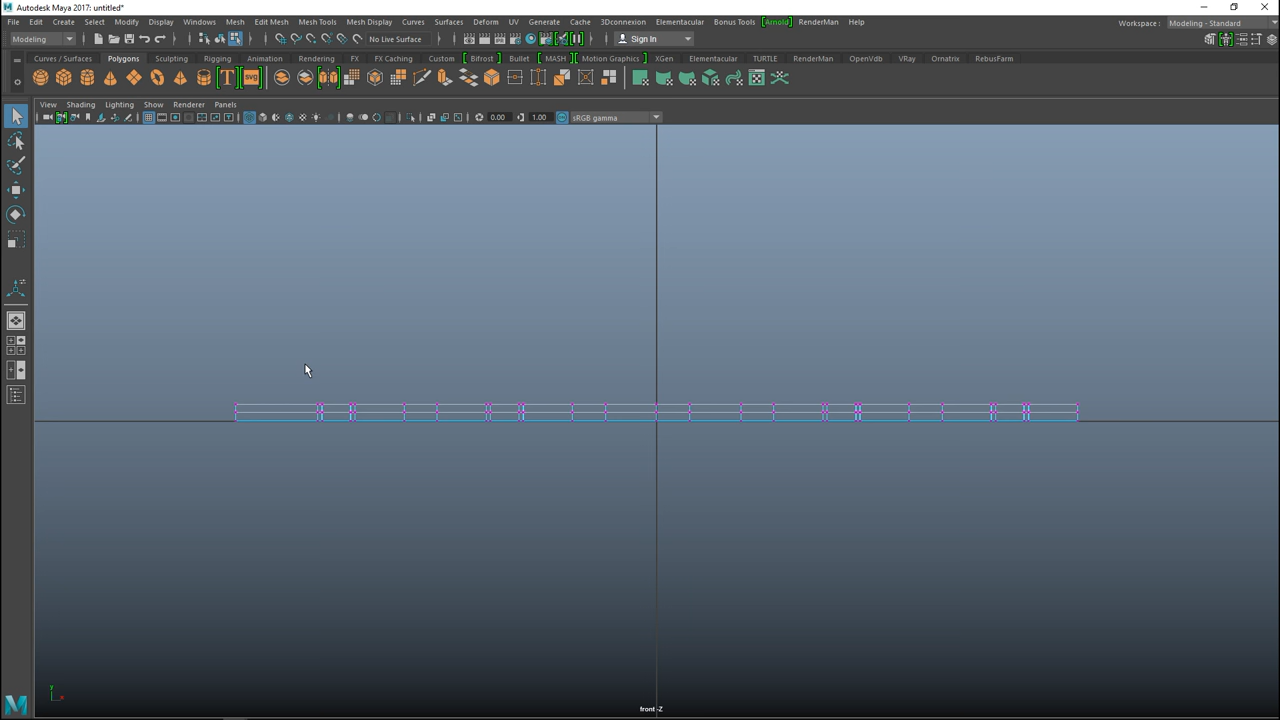 Autodesk Maya 2017: untitled*
File Edit Create Select Modify Display Windows Mesh Edit Mesh Mesh Tools Mesh Display Curves Surfaces Deform UV Generate Cache 3Dconnexion Elementacular Bonus Tools [Arnold] RenderMan Help
Workspace : Modeling - Standard
Modeling No Live Surface Sign In
Curves / Surfaces Polygons Sculpting Rigging Animation Rendering FX FX Caching Custom Bifrost Bullet MASH Motion Graphics XGen Elementacular TURTLE RenderMan OpenVdb VRay Ornatrix RebusFarm
T SVG
View Shading Lighting Show Renderer Panels
0.00 1.00 sRGB gamma
y
x
front -Z